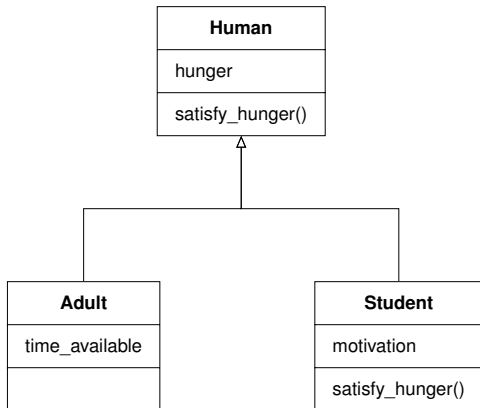 Human
hunger
satisfy_hunger()
Adult
time_available
Student
motivation
satisfy_hunger()